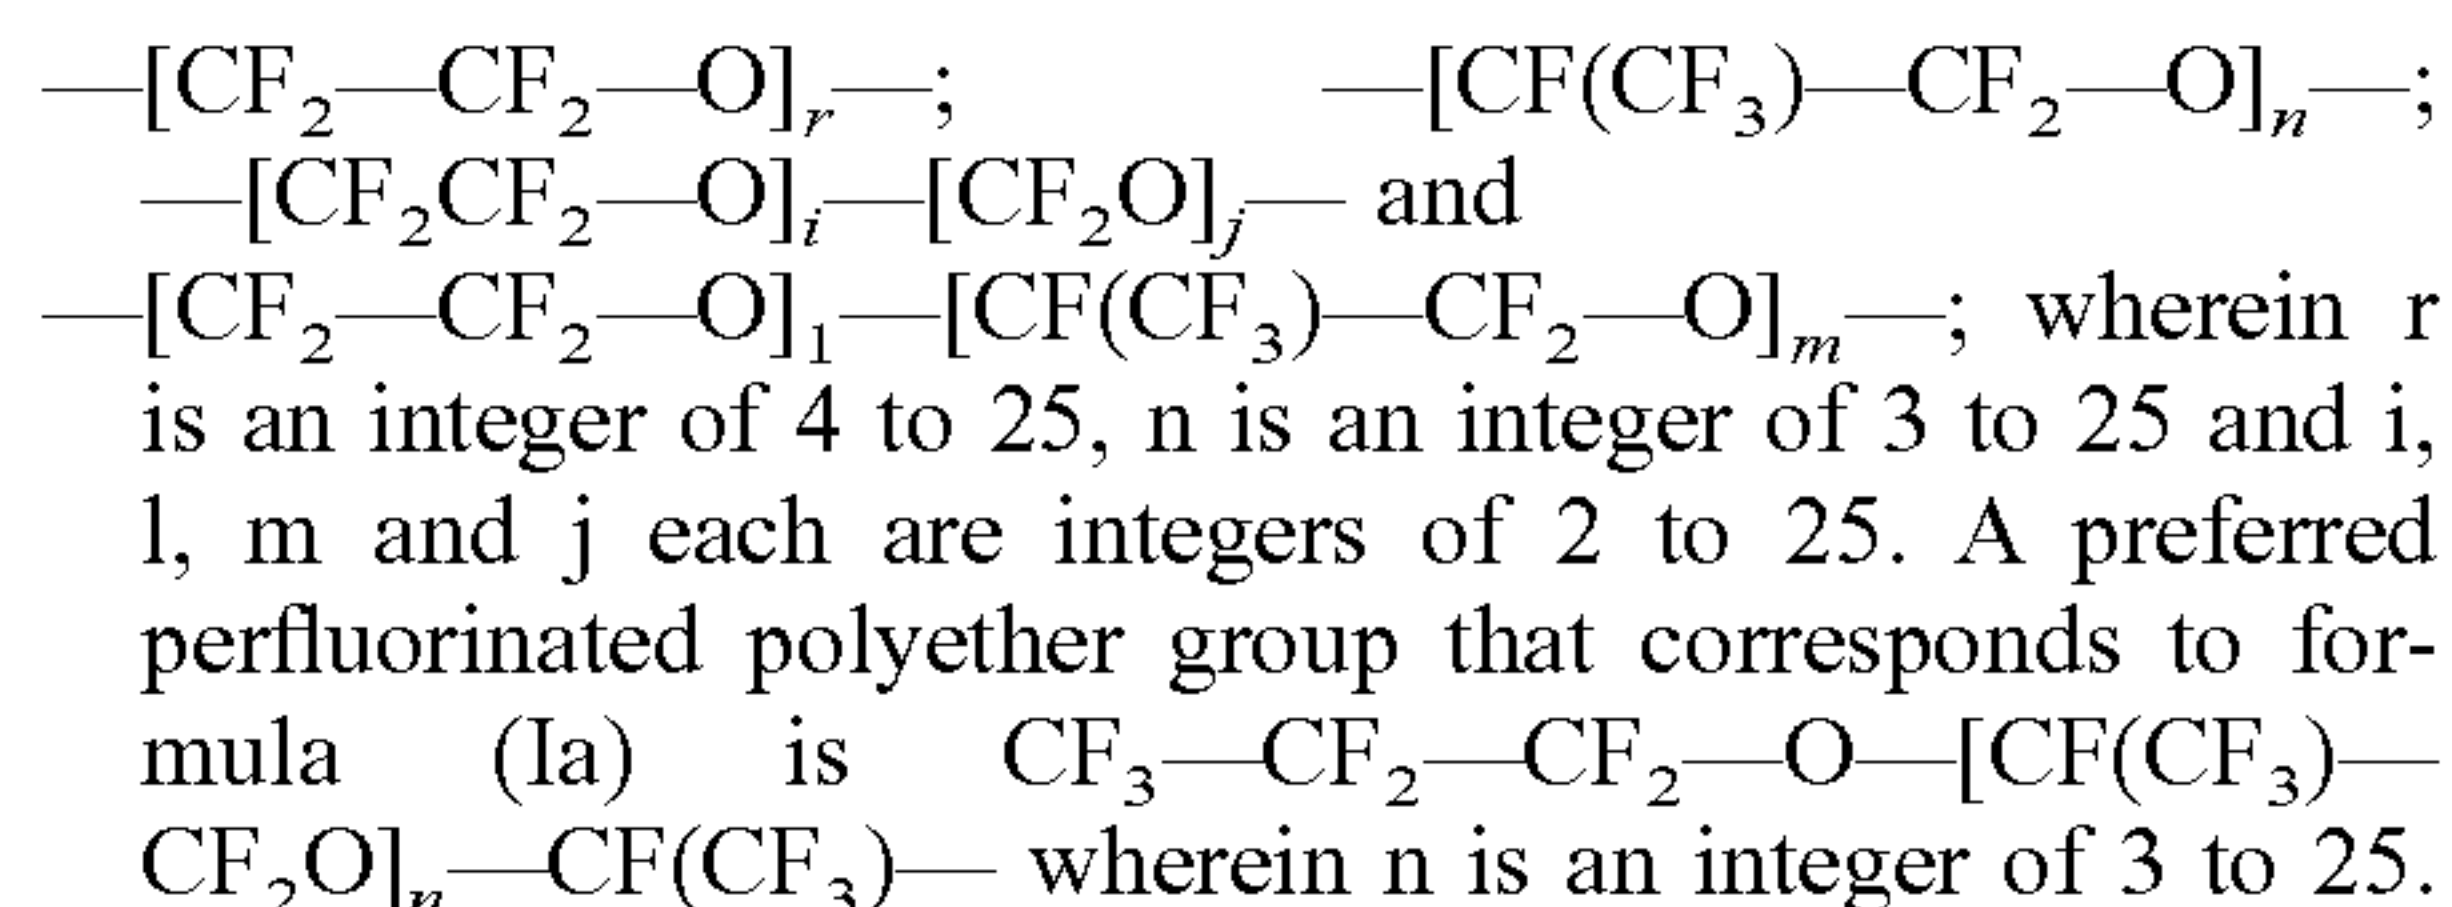 —[CF₂—CF₂—O]ᵣ—; —[CF(CF₃)—CF₂—O]ₙ—;
—[CF₂CF₂—O]ᵢ—[CF₂O]ⱼ— and
—[CF₂—CF₂—O]₁—[CF(CF₃)—CF₂—O]ₘ—; wherein r
is an integer of 4 to 25, n is an integer of 3 to 25 and i,
l, m and j each are integers of 2 to 25. A preferred
perfluorinated polyether group that corresponds to for-
mula (Ia) is CF₃—CF₂—CF₂—O—[CF(CF₃)—
CF₂O]ₙ—CF(CF₃)— wherein n is an integer of 3 to 25.